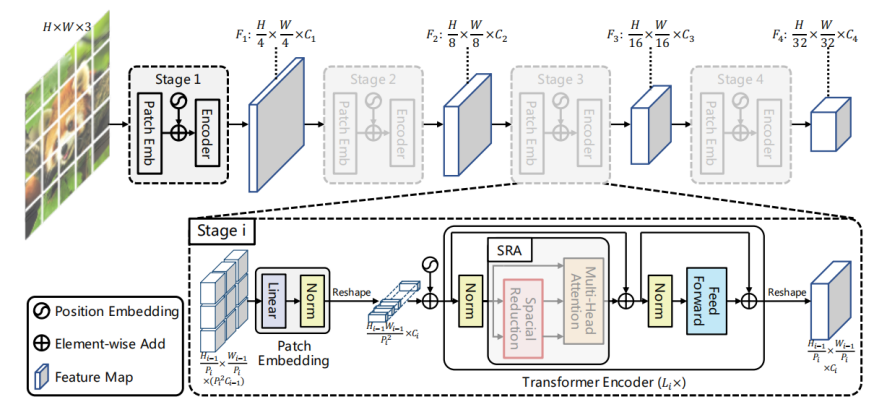 H×W×3
F₁: H/4 × W/4 ×C₁
F₂: H/8 × W/8 ×C₂
F₃: H/16 × W/16 ×C₃
F₄: H/32 × W/32 ×C₄
Stage 1
Patch Emb
Encoder
Stage 2
Patch Emb
Encoder
Stage 3
Patch Emb
Encoder
Stage 4
Patch Emb
Encoder
Stage i
Hᵢ₋₁/Pᵢ × Wᵢ₋₁/Pᵢ
×(Pᵢ²Cᵢ₋₁)
Linear
Norm
Patch
Embedding
Reshape
Hᵢ₋₁Wᵢ₋₁/Pᵢ² ×Cᵢ
Norm
SRA
Spacial
Reduction
Multi-Head
Attention
Norm
Feed
Forward
Transformer Encoder (Lᵢ×)
Reshape
Hᵢ₋₁/Pᵢ × Wᵢ₋₁/Pᵢ
×Cᵢ
Position Embedding
Element-wise Add
Feature Map